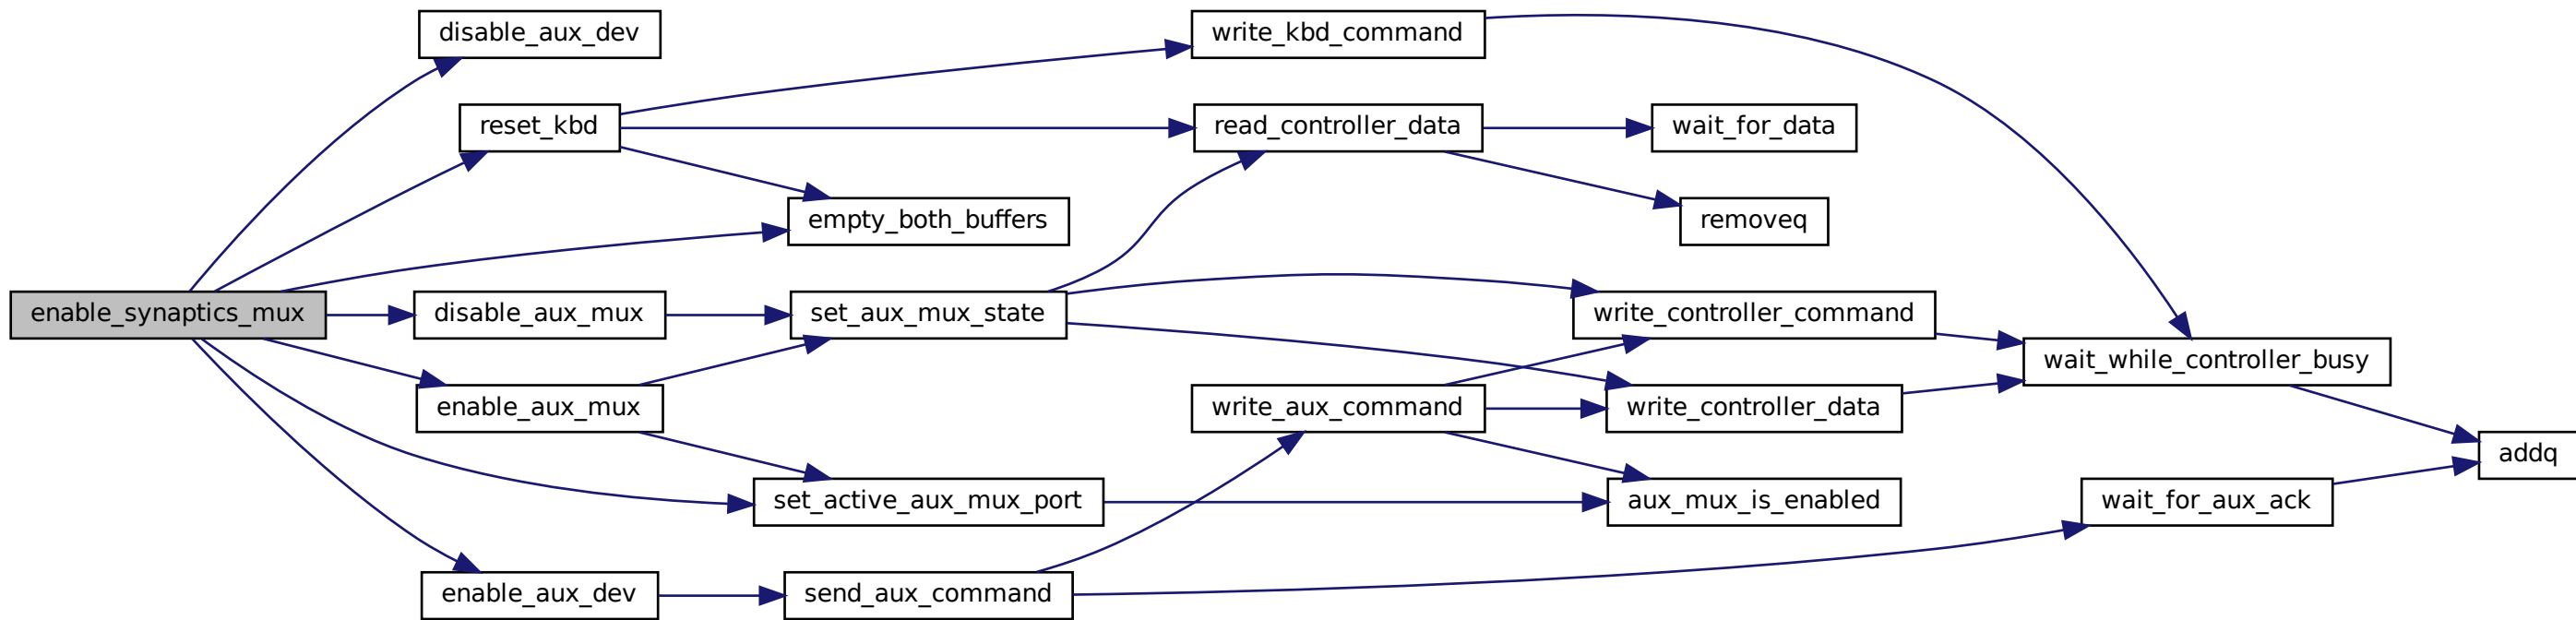 disable_aux_dev
write_kbd_command
reset_kbd
read_controller_data
wait_for_data
empty_both_buffers
removeq
enable_synaptics_mux
disable_aux_mux
set_aux_mux_state
write_controller_command
wait_while_controller_busy
enable_aux_mux
write_aux_command
write_controller_data
addq
set_active_aux_mux_port
aux_mux_is_enabled
wait_for_aux_ack
enable_aux_dev
send_aux_command